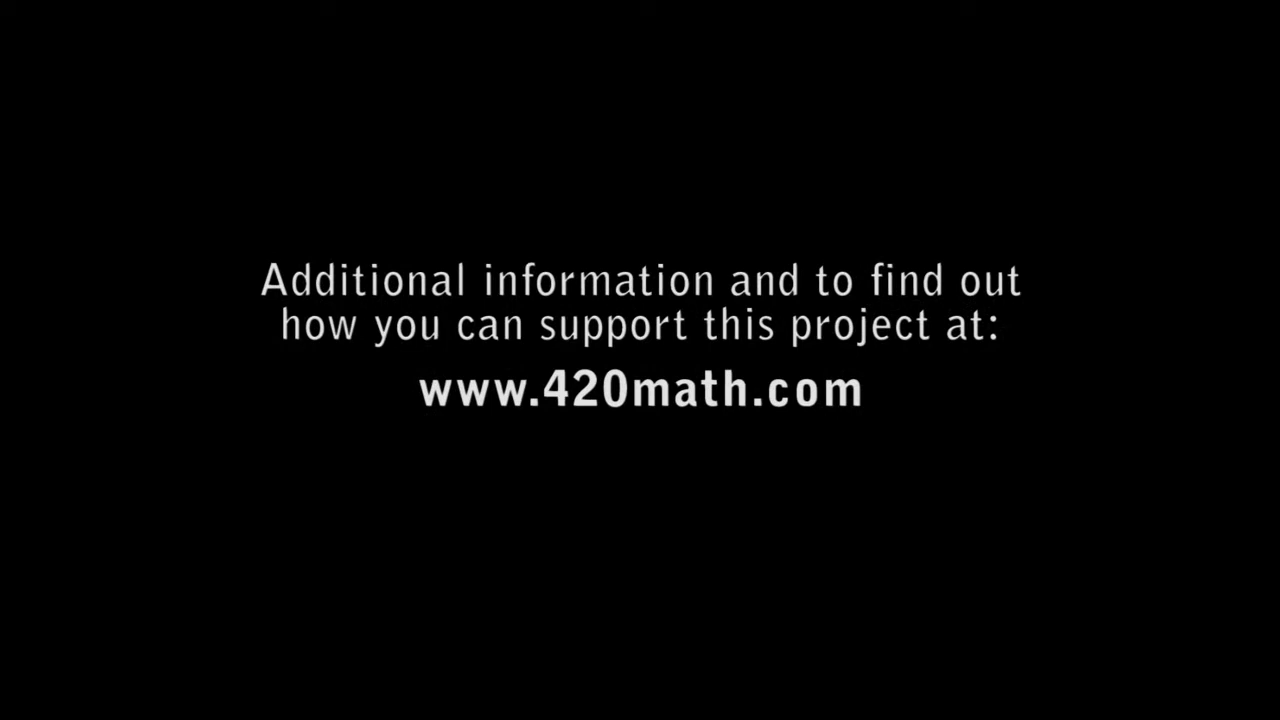 Additional information and to find out
how you can support this project at:
www.420math.com